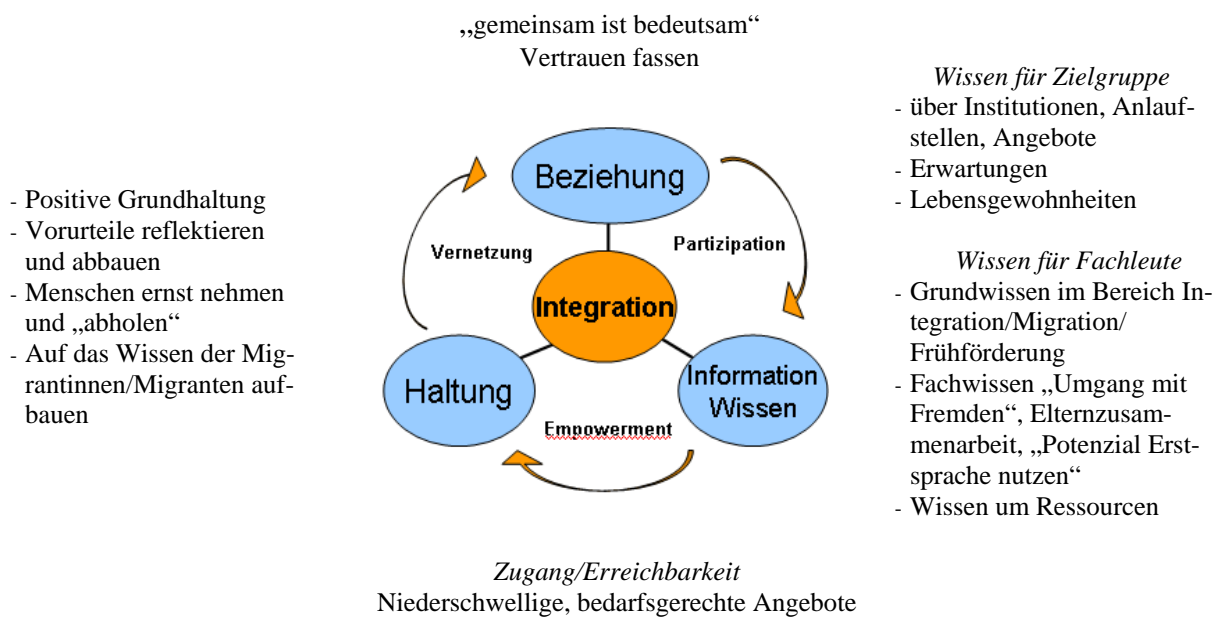 „gemeinsam ist bedeutsam“
Vertrauen fassen
Wissen für Zielgruppe
- über Institutionen, Anlauf-
stellen, Angebote
- Erwartungen
- Lebensgewohnheiten
- Positive Grundhaltung
- Vorurteile reflektieren
und abbauen
- Menschen ernst nehmen
und „abholen“
- Auf das Wissen der Mig-
rantinnen/Migranten auf-
bauen
Beziehung
Vernetzung
Partizipation
Integration
Haltung
Information
Wissen
Empowerment
Wissen für Fachleute
- Grundwissen im Bereich In-
tegration/Migration/
Frühförderung
- Fachwissen „Umgang mit
Fremden“, Elternzusam-
menarbeit, „Potenzial Erst-
sprache nutzen“
- Wissen um Ressourcen
Zugang/Erreichbarkeit
Niederschwellige, bedarfsgerechte Angebote